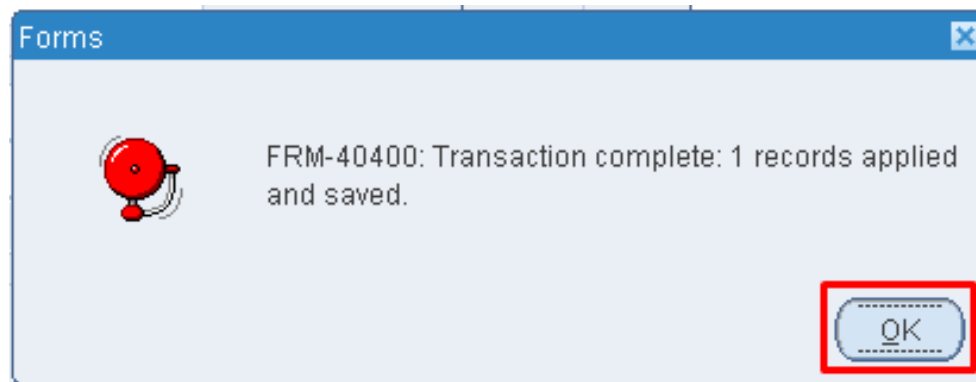 Forms
FRM-40400: Transaction complete: 1 records applied
and saved.
OK